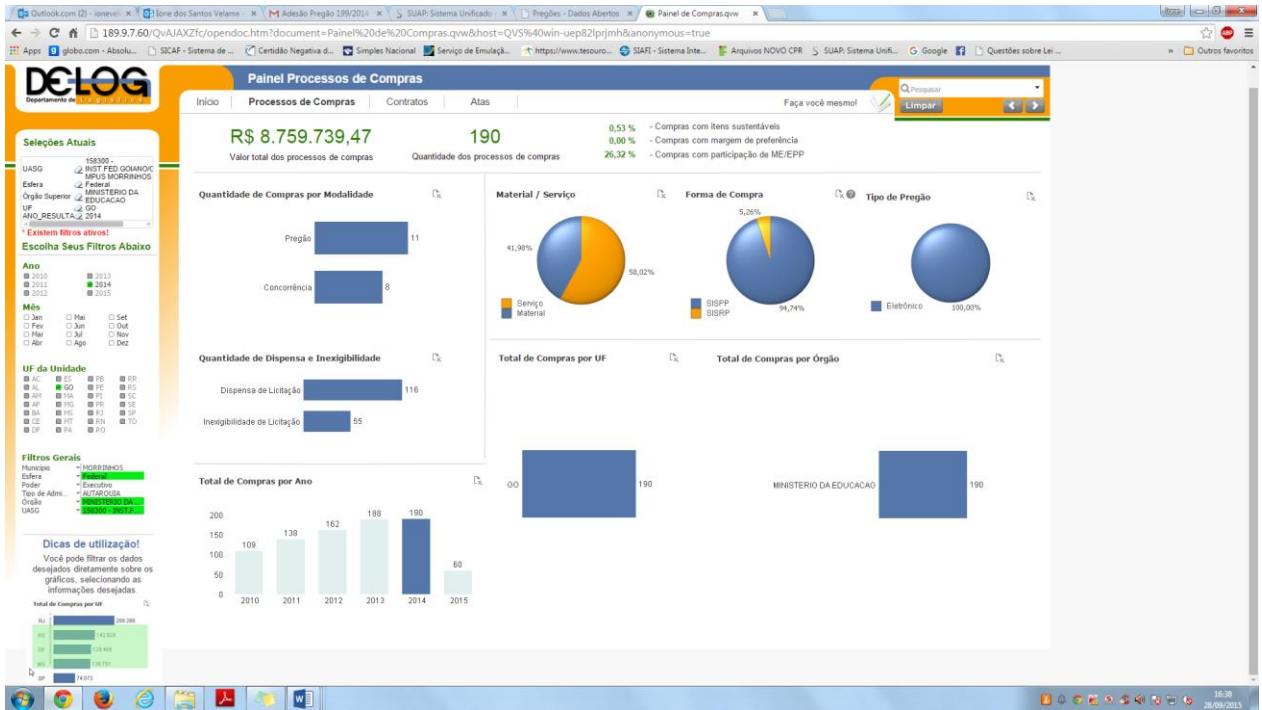 Outlook.com (2) - ionevel
Ione dos Santos Velame -
Adesão Pregão 199/2014
SUAP: Sistema Unificado
Pregões - Dados Abertos
Painel de Compras.qvw
189.9.7.60/QvAJAXZfc/opendoc.htm?document=Painel%20de%20Compras.qvw&host=QVS%40win-uep82lprjmh&anonymous=true
Apps
globo.com - Absolu...
SICAF - Sistema de ...
Certidão Negativa d...
Simples Nacional
Serviço de Emulaçã...
https://www.tesouro...
SIAFI - Sistema Inte...
Arquivos NOVO CPR
SUAP: Sistema Unifi...
Google
Questões sobre Lei ...
Outros favoritos
DELOG
Departamento de Logística
Painel Processos de Compras
Início
Processos de Compras
Contratos
Atas
Faça você mesmo!
Pesquisar
Limpar
Seleções Atuais
UASG
158300 -
INST FED.GOIANO/C
MPUS MORRINHOS
Esfera
Federal
Órgão Superior
MINISTERIO DA
EDUCACAO
UF
GO
ANO_RESULTA
2014
* Existem filtros ativos!
Escolha Seus Filtros Abaixo
Ano
2010 2013
2011 2014
2012 2015
Mês
Jan Mai Set
Fev Jun Out
Mar Jul Nov
Abr Ago Dez
UF da Unidade
AC ES PB RR
AL GO PE RS
AM MA PI SC
AP MG PR SE
BA MS RJ SP
CE MT RN TO
DF PA RO
Filtros Gerais
Município MORRINHOS
Esfera Federal
Poder Executivo
Tipo de Admi... AUTARQUIA
Órgão MINISTERIO DA ...
UASG 158300 - INST.F...
Dicas de utilização!
Você pode filtrar os dados
desejados diretamente sobre os
gráficos, selecionando as
informações desejadas.
Total de Compras por UF
SP
74.973
R$ 8.759.739,47
Valor total dos processos de compras
190
Quantidade dos processos de compras
0,53 % - Compras com itens sustentáveis
0,00 % - Compras com margem de preferência
26,32 % - Compras com participação de ME/EPP
Quantidade de Compras por Modalidade
Pregão
11
Concorrência
8
Material / Serviço
41,98%
58,02%
Serviço
Material
Forma de Compra
5,26%
94,74%
SISPP
SISRP
Tipo de Pregão
Eletrônico
100,00%
Quantidade de Dispensa e Inexigibilidade
Dispensa de Licitação
116
Inexigibilidade de Licitação
55
Total de Compras por UF
GO
190
Total de Compras por Órgão
MINISTERIO DA EDUCACAO
190
Total de Compras por Ano
200
150
100
50
0
109
138
162
188
190
60
2010 2011 2012 2013 2014 2015
16:38
28/09/2015